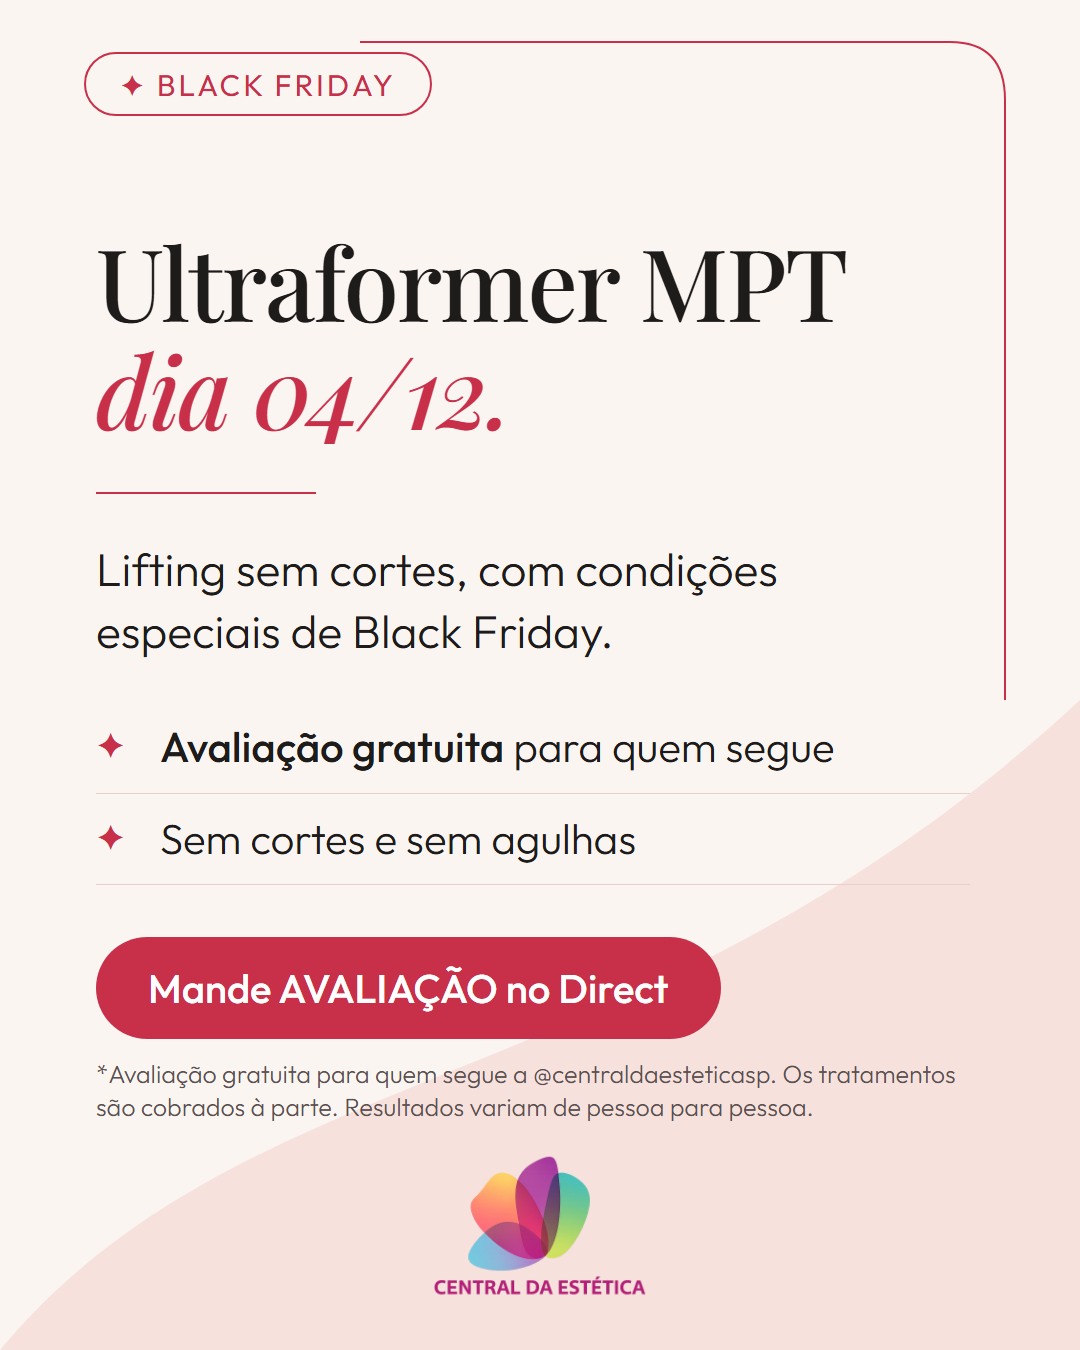 ✦ BLACK FRIDAY
Ultraformer MPT
dia 04/12.
Lifting sem cortes, com condições
especiais de Black Friday.
✦ Avaliação gratuita para quem segue
✦ Sem cortes e sem agulhas
Mande AVALIAÇÃO no Direct
*Avaliação gratuita para quem segue a @centraldaesteticasp. Os tratamentos
são cobrados à parte. Resultados variam de pessoa para pessoa.
CENTRAL DA ESTÉTICA